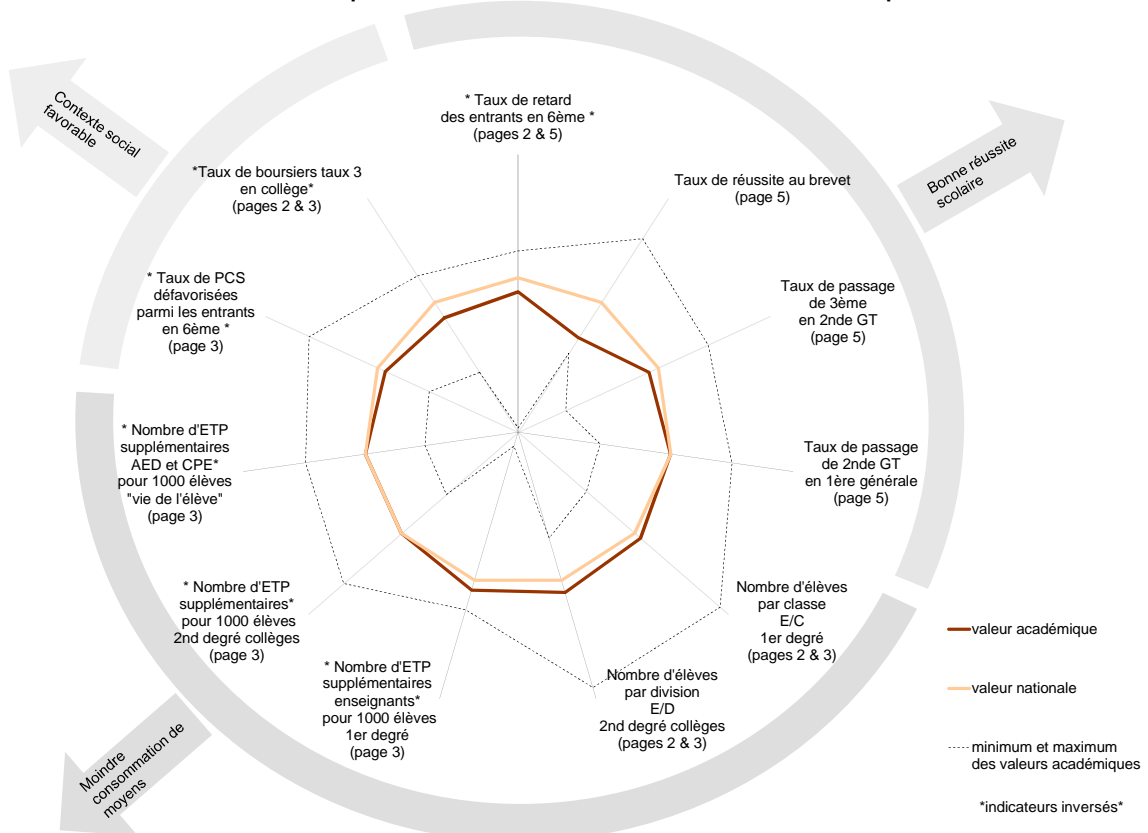 Contexte social
favorable
* Taux de retard
des entrants en 6ème *
(pages 2 & 5)
Bonne réussite
scolaire
*Taux de boursiers taux 3
en collège*
(pages 2 & 3)
Taux de réussite au brevet
(page 5)
* Taux de PCS
défavorisées
parmi les entrants
en 6ème *
(page 3)
Taux de passage
de 3ème
en 2nde GT
(page 5)
* Nombre d'ETP
supplémentaires
AED et CPE*
pour 1000 élèves
"vie de l'élève"
(page 3)
Taux de passage
de 2nde GT
en 1ère générale
(page 5)
* Nombre d'ETP
supplémentaires*
pour 1000 élèves
2nd degré collèges
(page 3)
Nombre d'élèves
par classe
E/C
1er degré
(pages 2 & 3)
* Nombre d'ETP
supplémentaires
enseignants*
pour 1000 élèves
1er degré
(page 3)
Nombre d'élèves
par division
E/D
2nd degré collèges
(pages 2 & 3)
Moindre
consommation de
moyens
valeur académique
valeur nationale
minimum et maximum
des valeurs académiques
*indicateurs inversés*